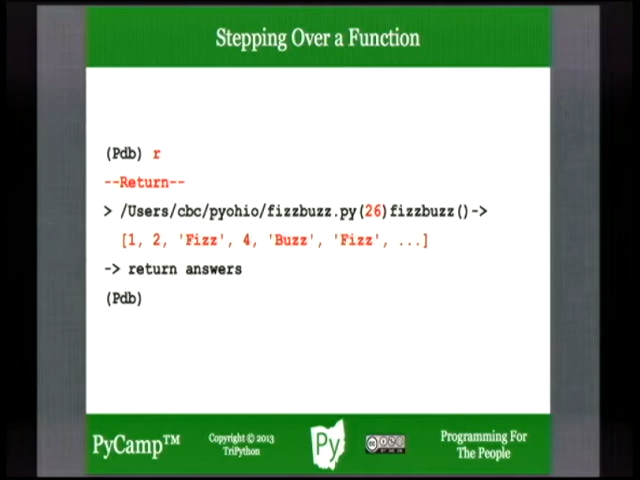 Stepping Over a Function
(Pdb) r
--Return--
> /Users/cbc/pyohio/fizzbuzz.py(26)fizzbuzz()->
[1, 2, 'Fizz', 4, 'Buzz', 'Fizz', ...]
-> return answers
(Pdb)
PyCamp™
Copyright © 2013
TriPython
Py
Programming For
The People